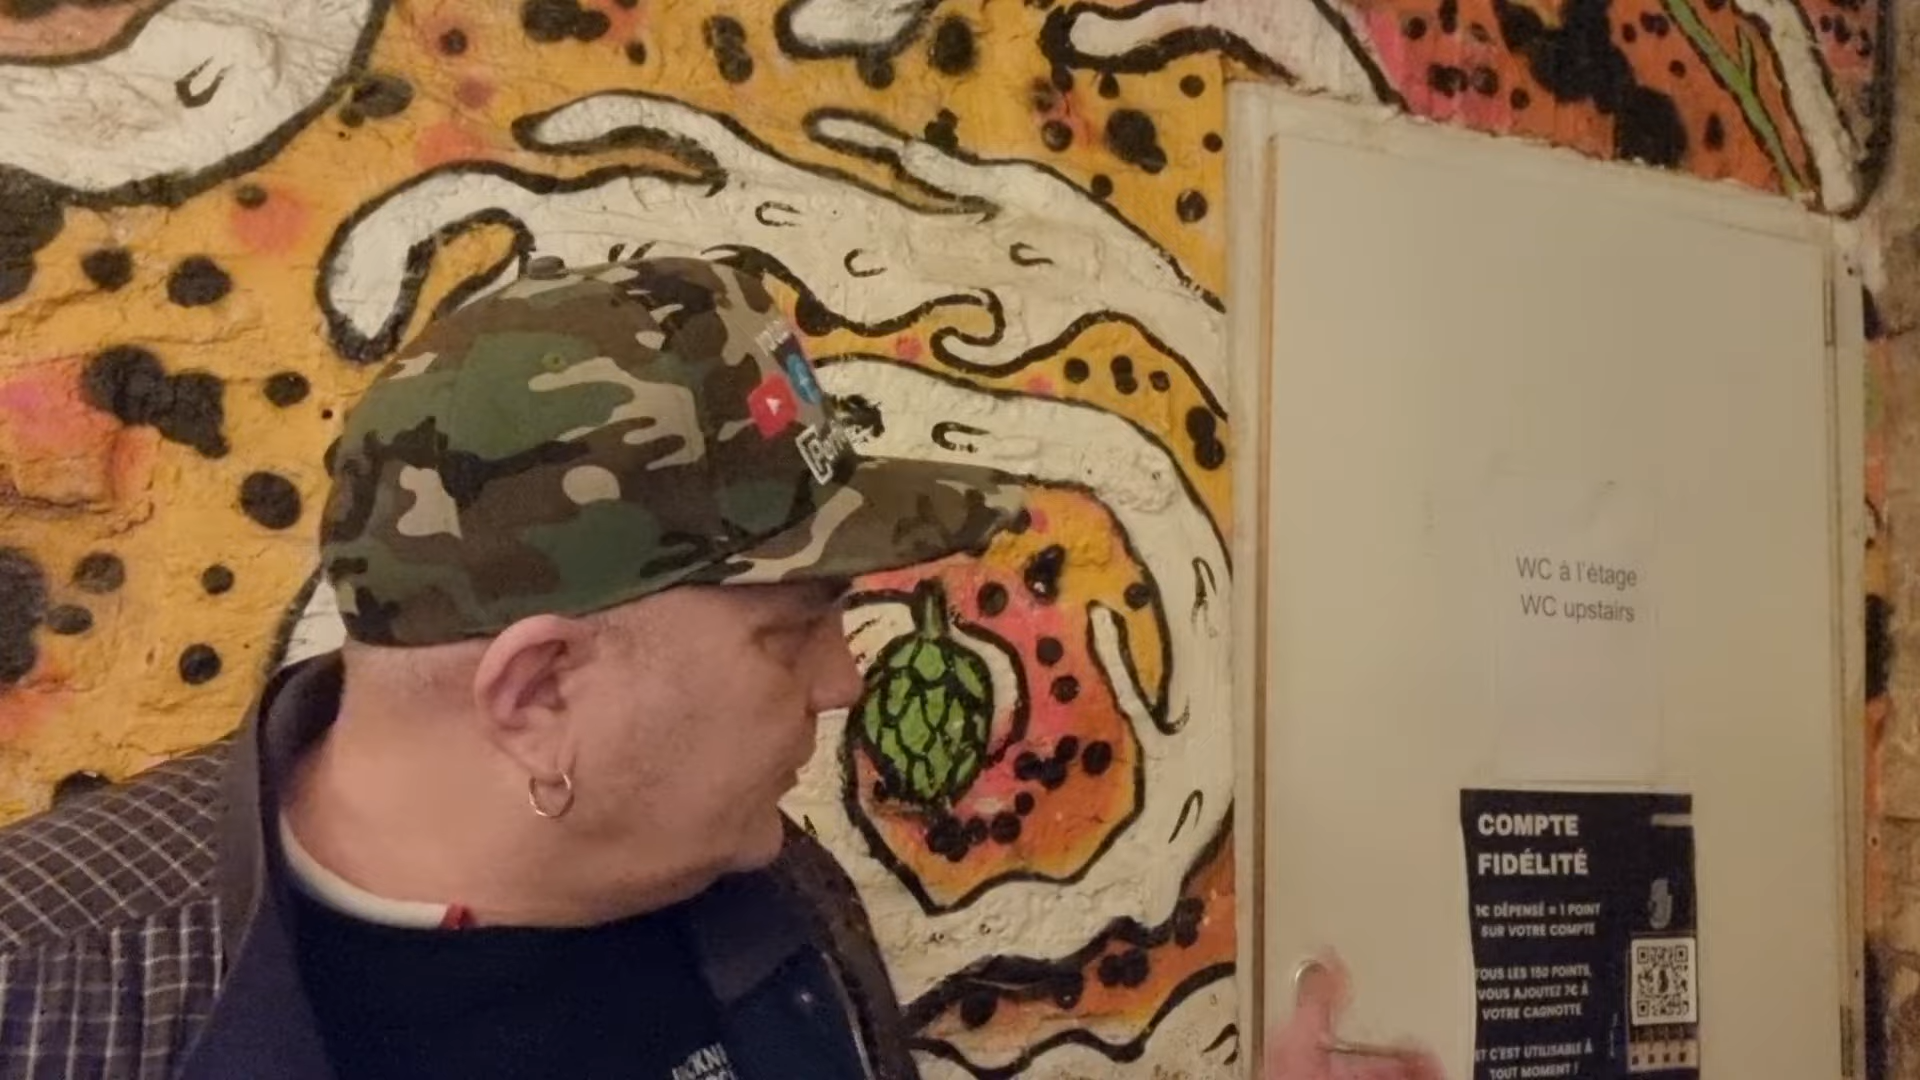 WC à l'étage
WC upstairs
COMPTE
FIDÉLITÉ
1€ DÉPENSÉ = 1 POINT
SUR VOTRE COMPTE
TOUS LES 150 POINTS,
VOUS AJOUTEZ 7€ À
VOTRE CAGNOTTE
ET C'EST UTILISABLE À
TOUT MOMENT !